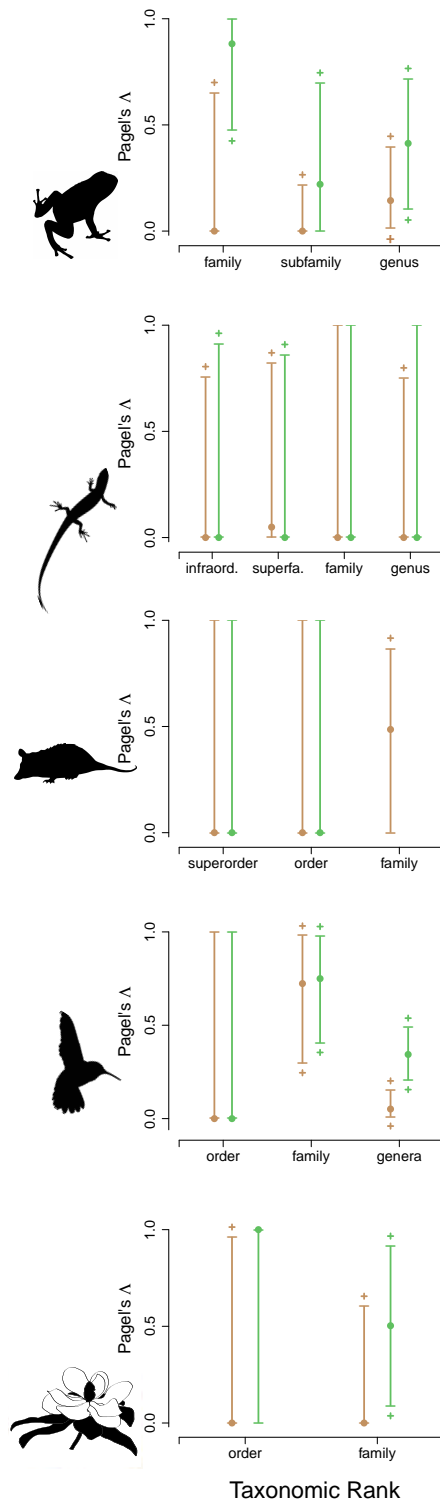 Pagel's Λ
1.0
0.5
0.0
family subfamily genus
Pagel's Λ
1.0
0.5
0.0
infraord. superfa. family genus
Pagel's Λ
1.0
0.5
0.0
superorder order family
Pagel's Λ
1.0
0.5
0.0
order family genera
Pagel's Λ
1.0
0.5
0.0
order family
Taxonomic Rank